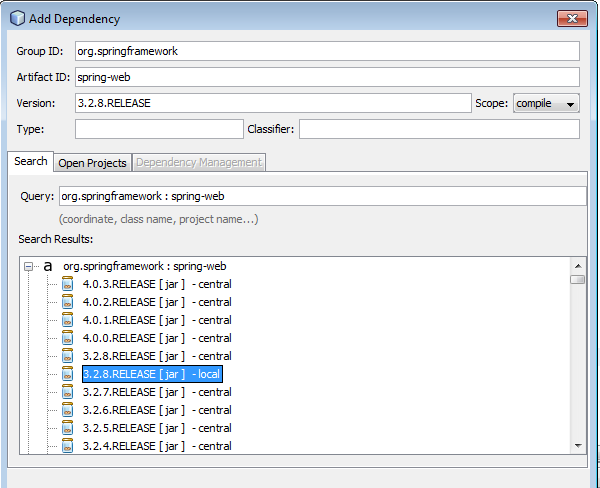 Add Dependency
Group ID: org.springframework
Artifact ID: spring-web
Version: 3.2.8.RELEASE Scope: compile
Type: Classifier:
Search Open Projects Dependency Management
Query: org.springframework : spring-web
(coordinate, class name, project name...)
Search Results:
a org.springframework : spring-web
4.0.3.RELEASE [ jar ] - central
4.0.2.RELEASE [ jar ] - central
4.0.1.RELEASE [ jar ] - central
4.0.0.RELEASE [ jar ] - central
3.2.8.RELEASE [ jar ] - central
3.2.8.RELEASE [ jar ] - local
3.2.7.RELEASE [ jar ] - central
3.2.6.RELEASE [ jar ] - central
3.2.5.RELEASE [ jar ] - central
3.2.4.RELEASE [ jar ] - central